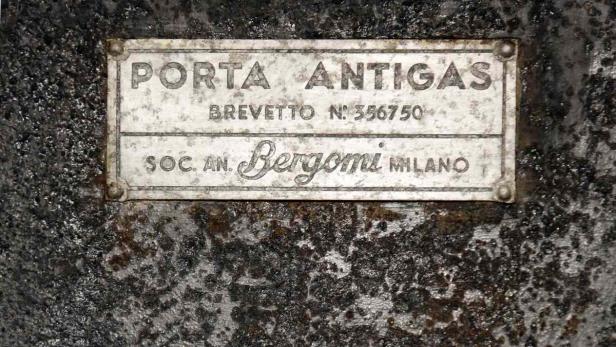 PORTA ANTIGAS
BREVETTO N. 356750
SOC. AN. Bergomi MILANO